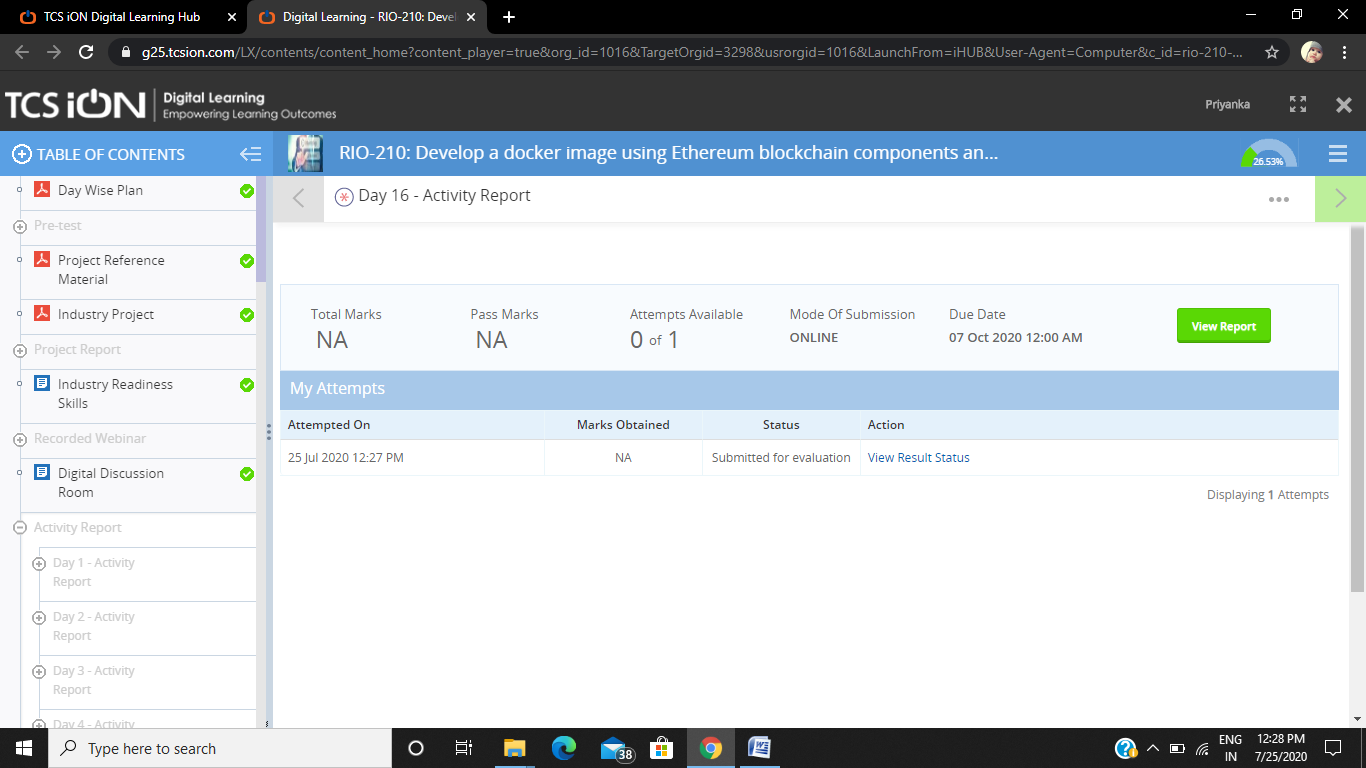 TCS iON Digital Learning Hub
Digital Learning - RIO-210: Devel
g25.tcsion.com/LX/contents/content_home?content_player=true&org_id=1016&TargetOrgid=3298&usrorgid=1016&LaunchFrom=iHUB&User-Agent=Computer&c_id=rio-210-...
TCS iON
Digital Learning
Empowering Learning Outcomes
Priyanka
TABLE OF CONTENTS
RIO-210: Develop a docker image using Ethereum blockchain components an...
26.53%
Day Wise Plan
Pre-test
Project Reference
Material
Industry Project
Project Report
Industry Readiness
Skills
Recorded Webinar
Digital Discussion
Room
Activity Report
Day 1 - Activity
Report
Day 2 - Activity
Report
Day 3 - Activity
Report
Day 4 - Activity
Day 16 - Activity Report
Total Marks
NA
Pass Marks
NA
Attempts Available
0 of 1
Mode Of Submission
ONLINE
Due Date
07 Oct 2020 12:00 AM
View Report
My Attempts
Attempted On Marks Obtained Status Action
25 Jul 2020 12:27 PM NA Submitted for evaluation View Result Status
Displaying 1 Attempts
Type here to search
38
ENG
IN
12:28 PM
7/25/2020